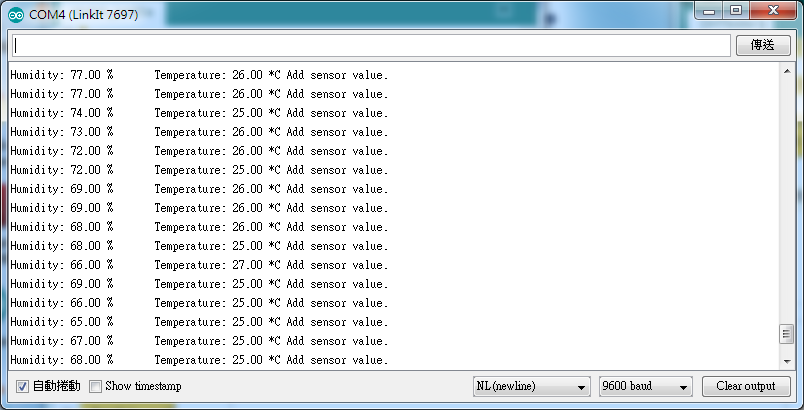 COM4 (LinkIt 7697)
傳送
Humidity: 77.00 % Temperature: 26.00 *C Add sensor value.
Humidity: 77.00 % Temperature: 26.00 *C Add sensor value.
Humidity: 74.00 % Temperature: 25.00 *C Add sensor value.
Humidity: 73.00 % Temperature: 25.00 *C Add sensor value.
Humidity: 72.00 % Temperature: 26.00 *C Add sensor value.
Humidity: 72.00 % Temperature: 25.00 *C Add sensor value.
Humidity: 69.00 % Temperature: 26.00 *C Add sensor value.
Humidity: 69.00 % Temperature: 26.00 *C Add sensor value.
Humidity: 68.00 % Temperature: 26.00 *C Add sensor value.
Humidity: 68.00 % Temperature: 25.00 *C Add sensor value.
Humidity: 66.00 % Temperature: 27.00 *C Add sensor value.
Humidity: 69.00 % Temperature: 25.00 *C Add sensor value.
Humidity: 66.00 % Temperature: 25.00 *C Add sensor value.
Humidity: 65.00 % Temperature: 25.00 *C Add sensor value.
Humidity: 67.00 % Temperature: 25.00 *C Add sensor value.
Humidity: 68.00 % Temperature: 25.00 *C Add sensor value.
自動捲動 Show timestamp NL(newline) 9600 baud Clear output